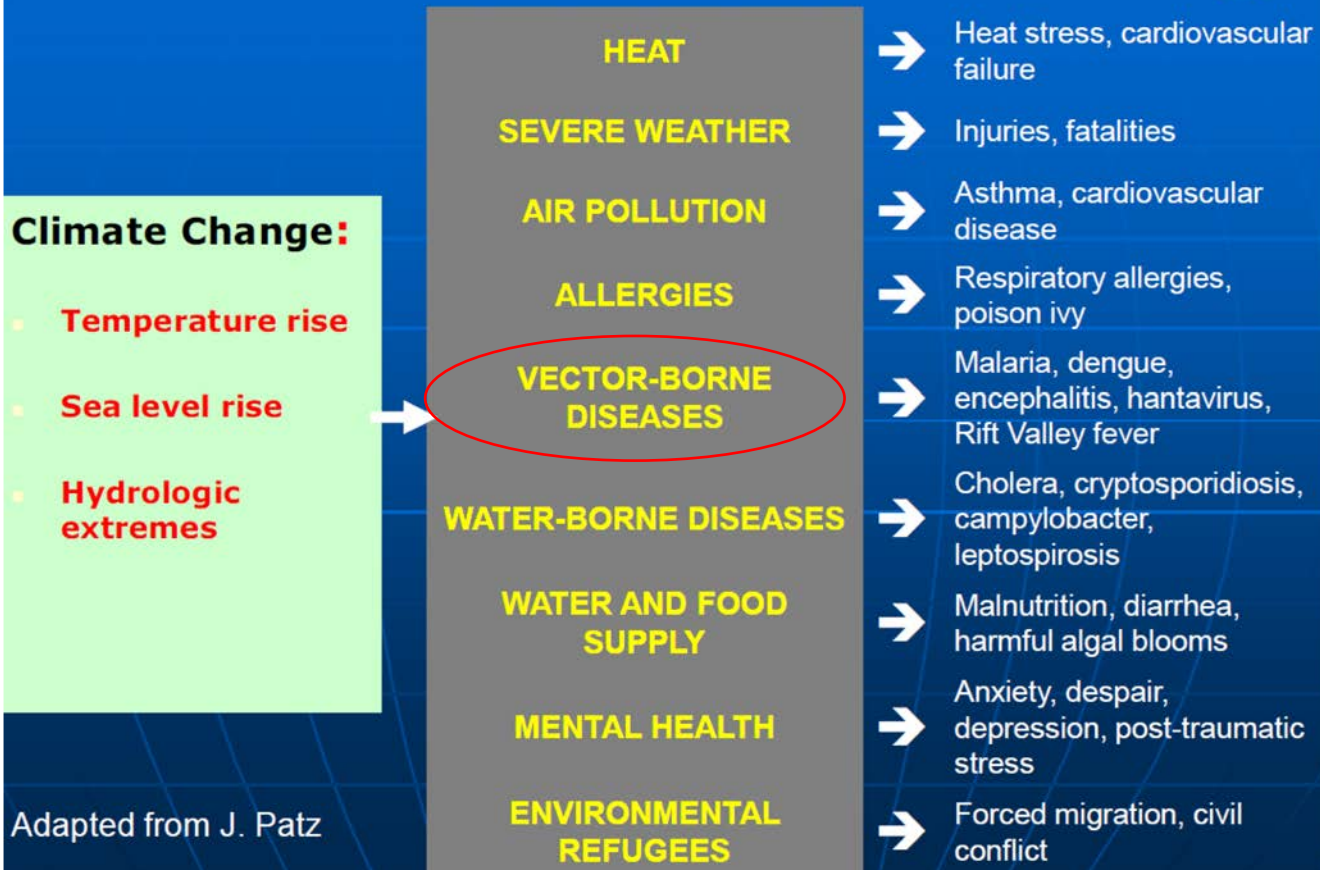 Climate Change:
Temperature rise
Sea level rise
Hydrologic
extremes
Adapted from J. Patz
HEAT
Heat stress, cardiovascular
failure
SEVERE WEATHER
Injuries, fatalities
AIR POLLUTION
Asthma, cardiovascular
disease
ALLERGIES
Respiratory allergies,
poison ivy
VECTOR-BORNE
DISEASES
Malaria, dengue,
encephalitis, hantavirus,
Rift Valley fever
WATER-BORNE DISEASES
Cholera, cryptosporidiosis,
campylobacter,
leptospirosis
WATER AND FOOD
SUPPLY
Malnutrition, diarrhea,
harmful algal blooms
MENTAL HEALTH
Anxiety, despair,
depression, post-traumatic
stress
ENVIRONMENTAL
REFUGEES
Forced migration, civil
conflict